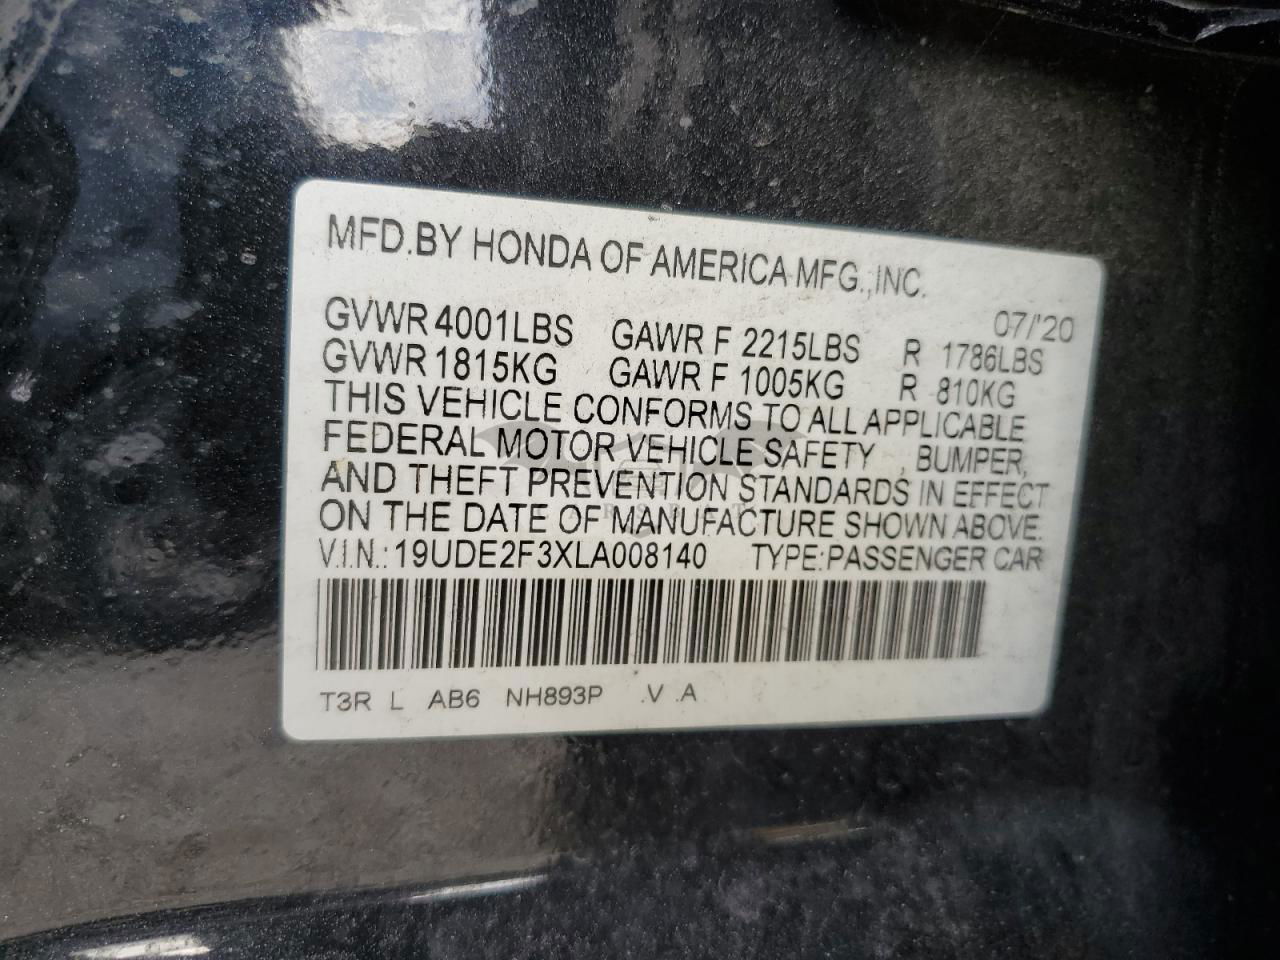 MFD.BY HONDA OF AMERICA MFG.,INC.
07/'20
GVWR 4001LBS GAWR F 2215LBS R 1786LBS
GVWR 1815KG GAWR F 1005KG R 810KG
THIS VEHICLE CONFORMS TO ALL APPLICABLE
FEDERAL MOTOR VEHICLE SAFETY , BUMPER,
AND THEFT PREVENTION STANDARDS IN EFFECT
ON THE DATE OF MANUFACTURE SHOWN ABOVE.
V.I.N.: 19UDE2F3XLA008140 TYPE:PASSENGER CAR
T3R L AB6 NH893P .V .A